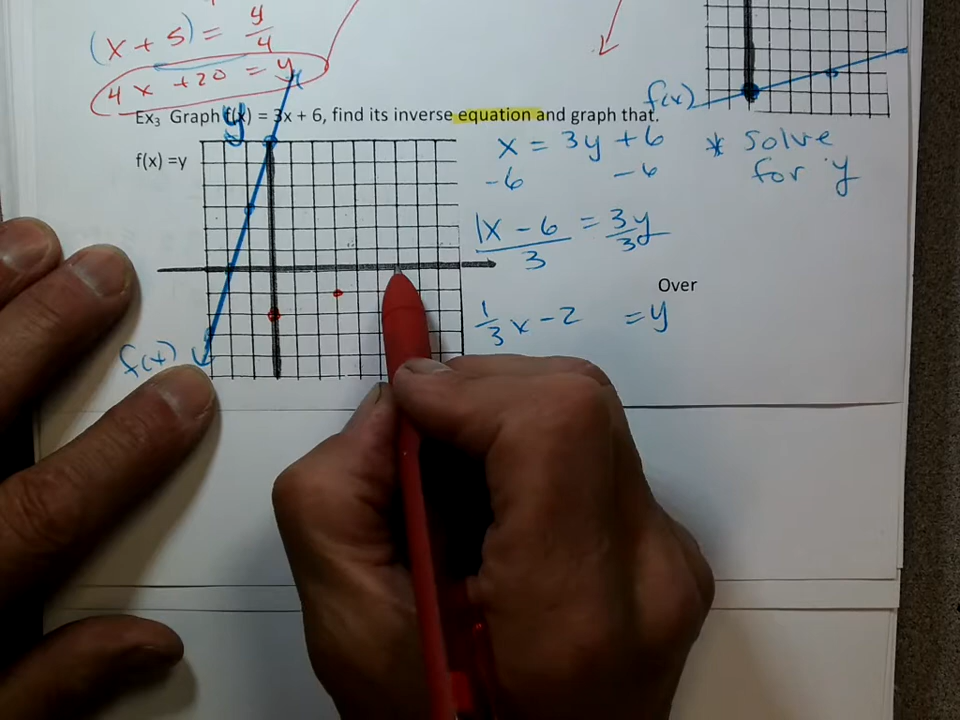 (x + 5) = y/4
4x + 20 = y
f(x)
Ex3 Graph f(x) = 3x + 6, find its inverse equation and graph that.
y
f(x) =y
x = 3y + 6
* solve for y
-6 -6
1x - 6 = 3y
3 3
Over
1/3 x - 2 = y
f(x)